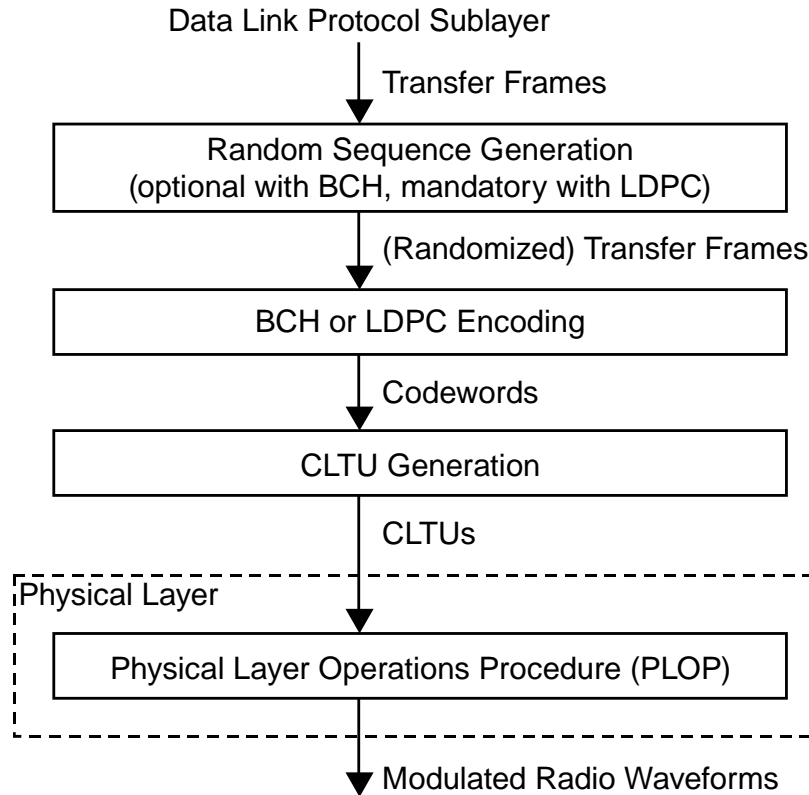 Data Link Protocol Sublayer
Transfer Frames
Random Sequence Generation
(optional with BCH, mandatory with LDPC)
(Randomized) Transfer Frames
BCH or LDPC Encoding
Codewords
CLTU Generation
CLTUs
Physical Layer
Physical Layer Operations Procedure (PLOP)
Modulated Radio Waveforms